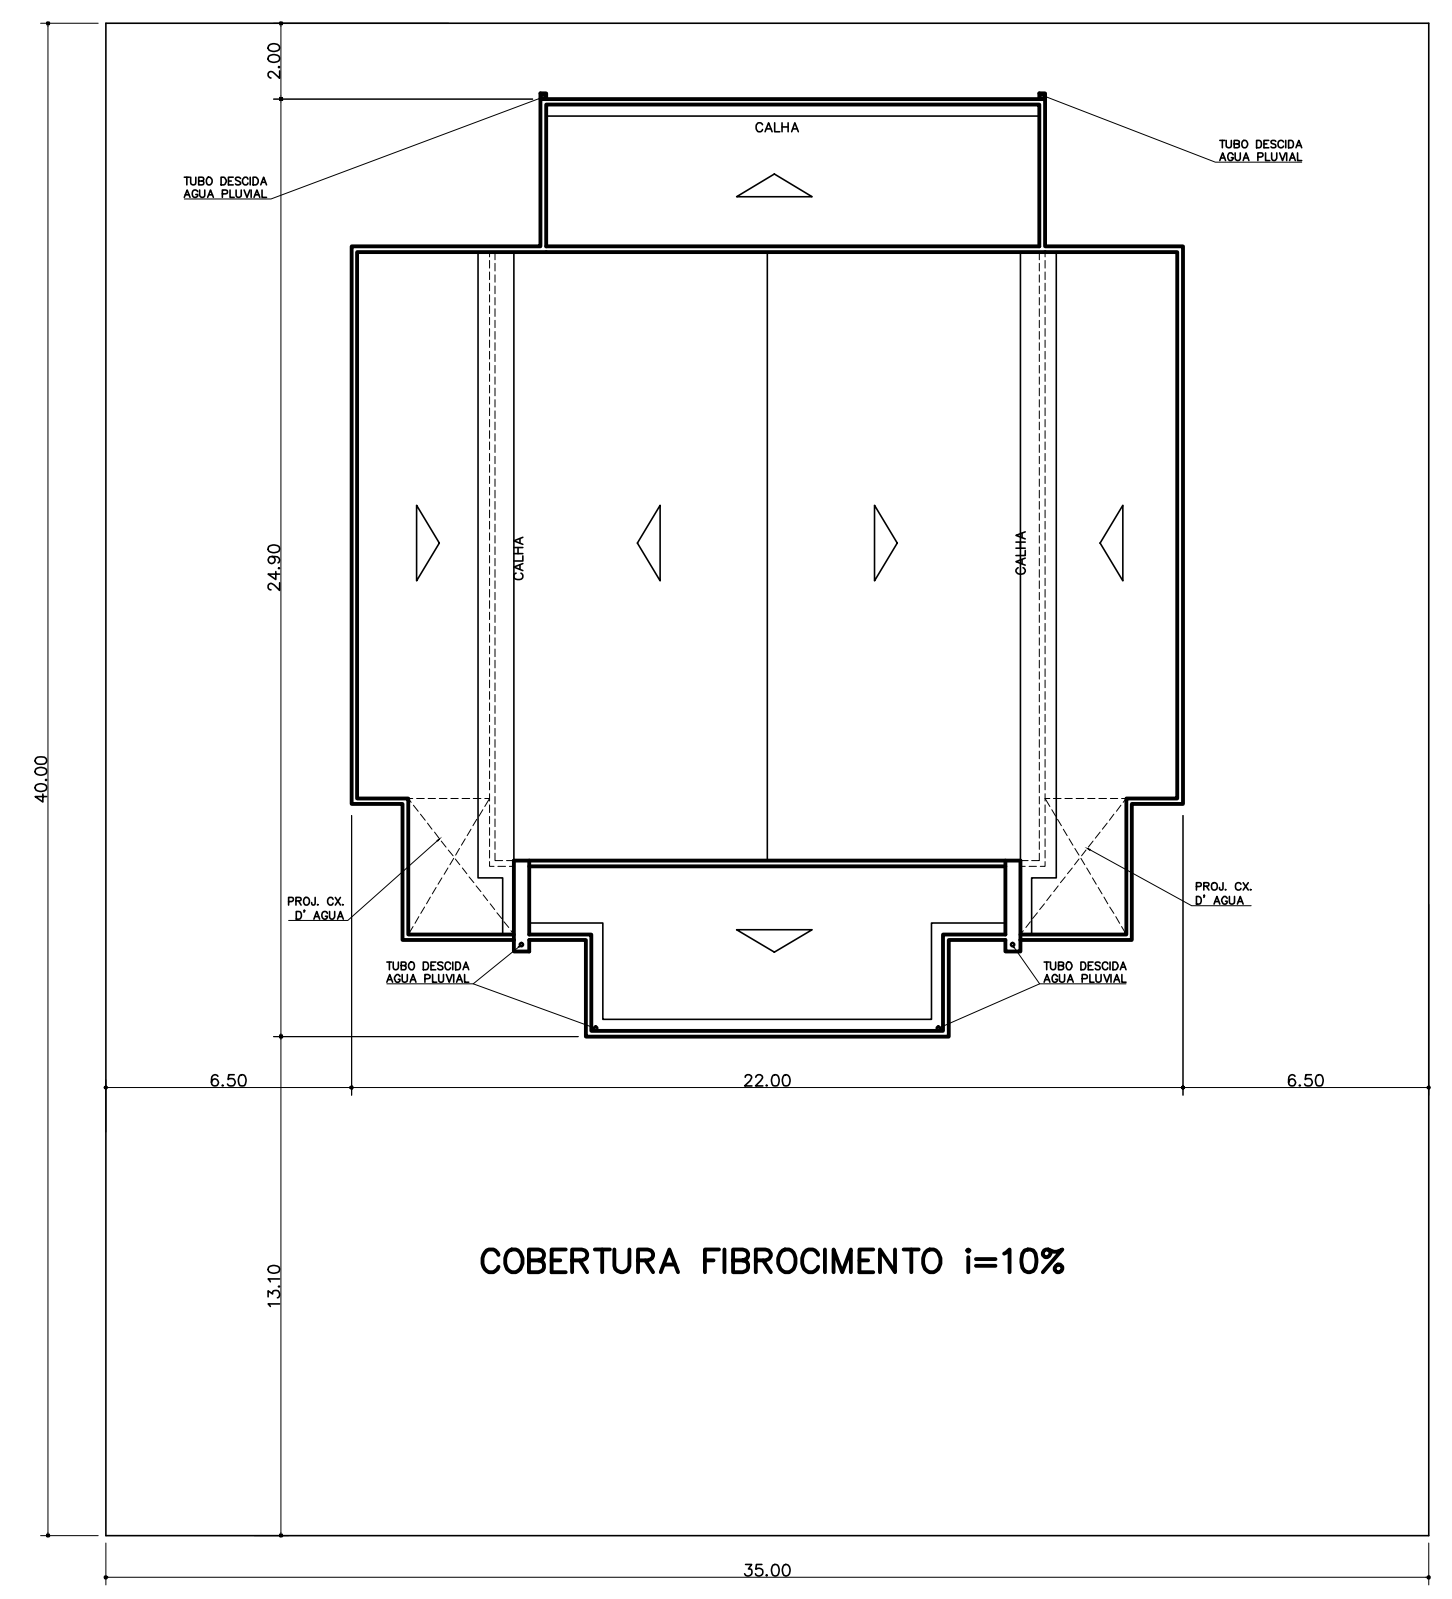 2.00
CALHA
TUBO DESCIDA
AGUA PLUVIAL
TUBO DESCIDA
AGUA PLUVIAL
24.90
CALHA
CALHA
40.00
PROJ. CX.
D' AGUA
PROJ. CX.
D' AGUA
TUBO DESCIDA
AGUA PLUVIAL
TUBO DESCIDA
AGUA PLUVIAL
6.50
22.00
6.50
COBERTURA FIBROCIMENTO i=10%
13.10
35.00